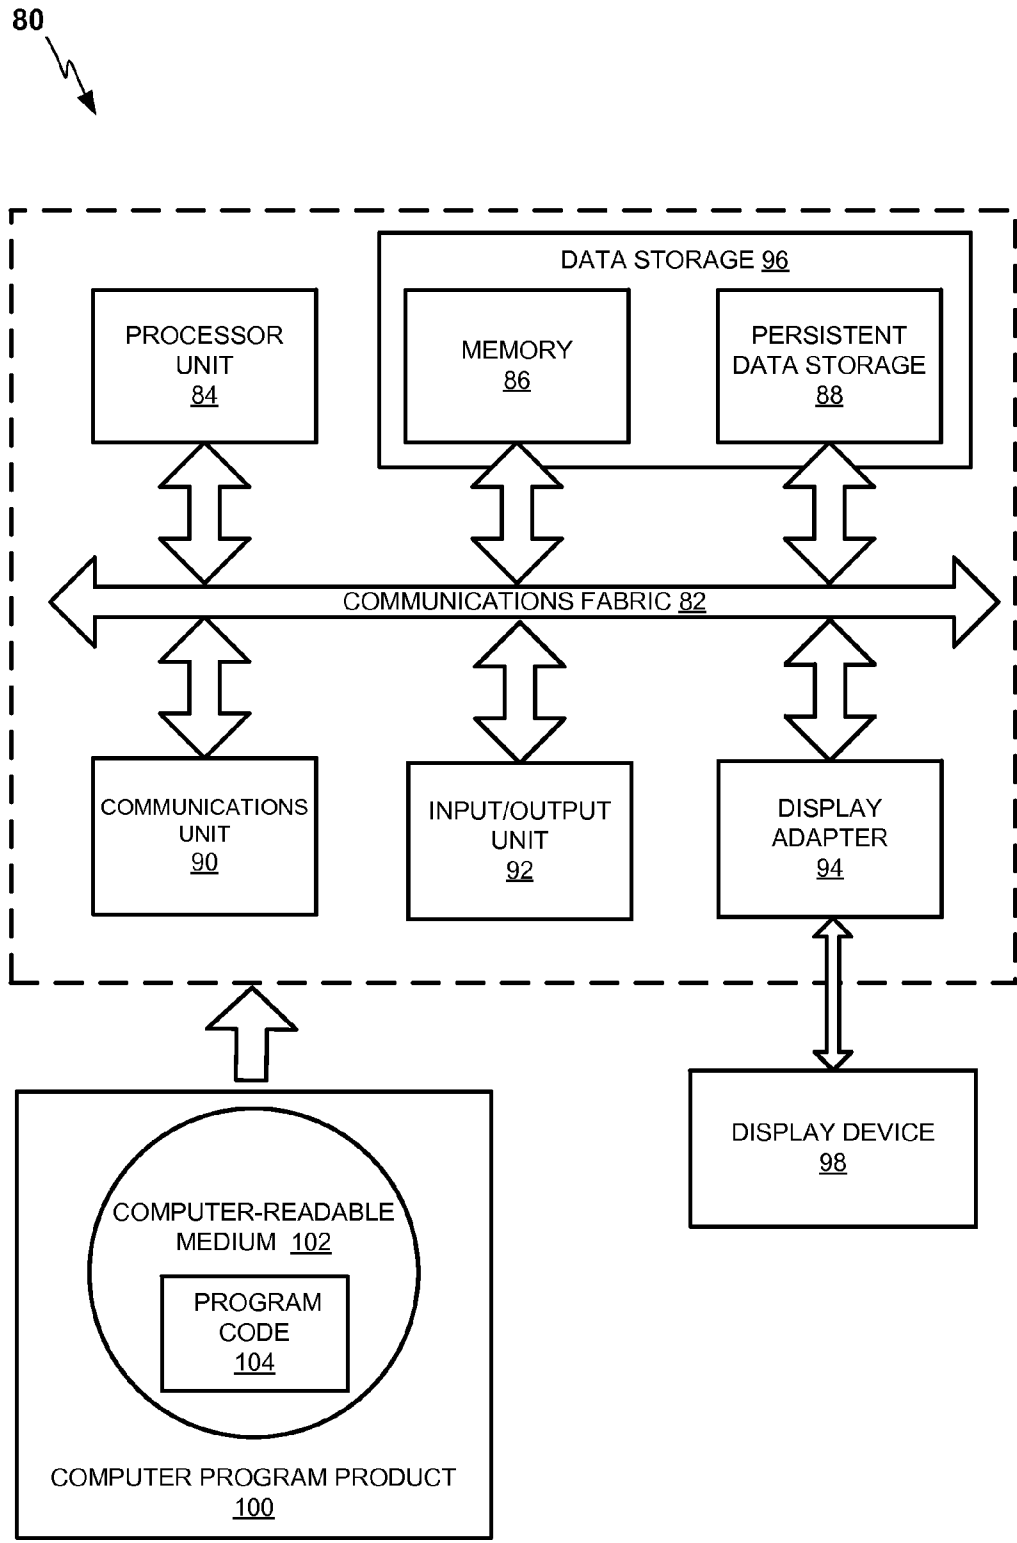 80
DATA STORAGE 96
PROCESSOR
UNIT
84
MEMORY
86
PERSISTENT
DATA STORAGE
88
COMMUNICATIONS FABRIC 82
COMMUNICATIONS
UNIT
90
INPUT/OUTPUT
UNIT
92
DISPLAY
ADAPTER
94
DISPLAY DEVICE
98
COMPUTER-READABLE
MEDIUM 102
PROGRAM
CODE
104
COMPUTER PROGRAM PRODUCT
100